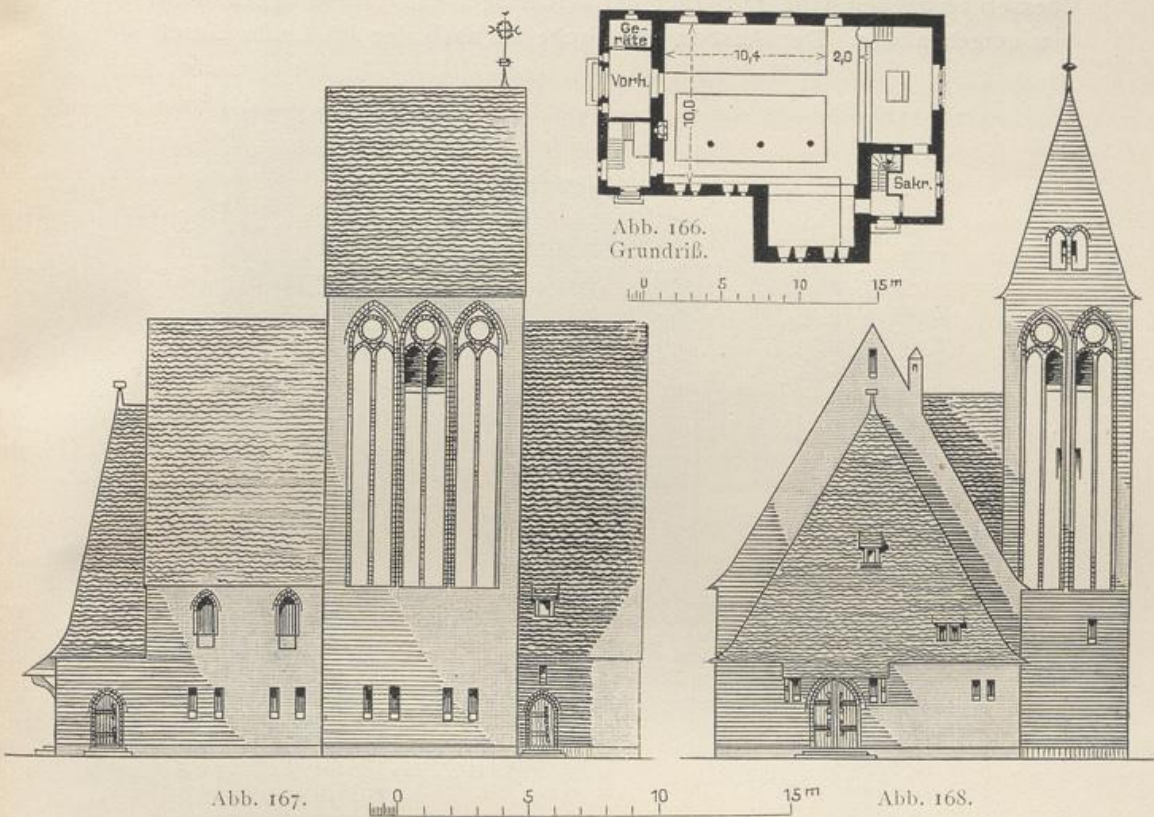 Ge-
räte
Vorh.
10,4
2,0
10,0
Sakr.
Abb. 166.
Grundriß.
0 5 10 15 m
Abb. 167.
0 5 10 15 m
Abb. 168.